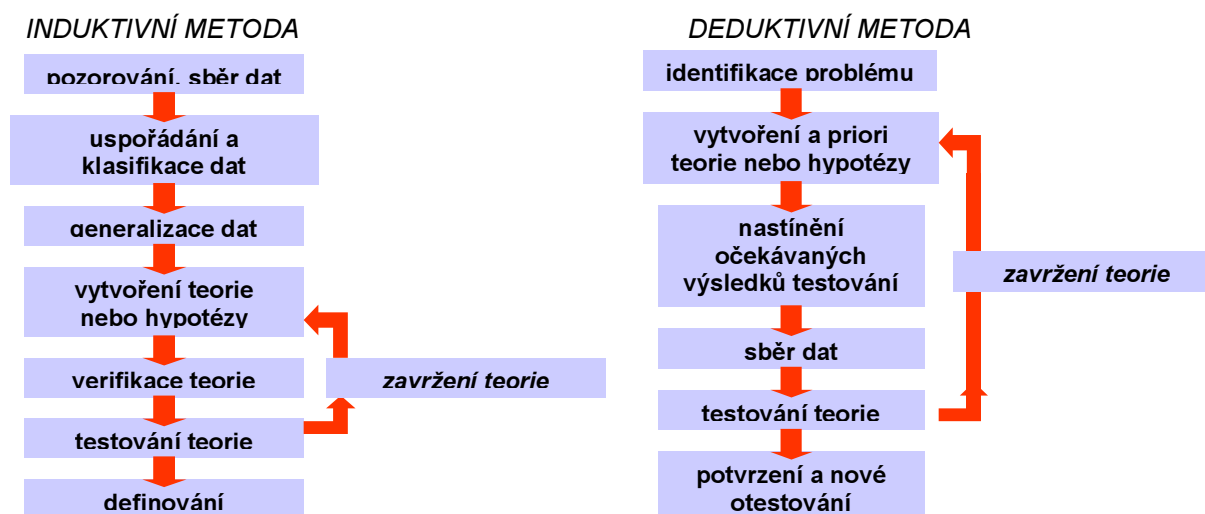 INDUKTIVNÍ METODA
pozorování, sběr dat
uspořádání a
klasifikace dat
generalizace dat
vytvoření teorie
nebo hypotézy
verifikace teorie
testování teorie
definování
závržení teorie
DEDUKTIVNÍ METODA
identifikace problému
vytvoření a priori
teorie nebo hypotézy
nastínění
očekávaných
výsledků testování
sběr dat
testování teorie
potvrzení a nové
otestování
zavržení teorie